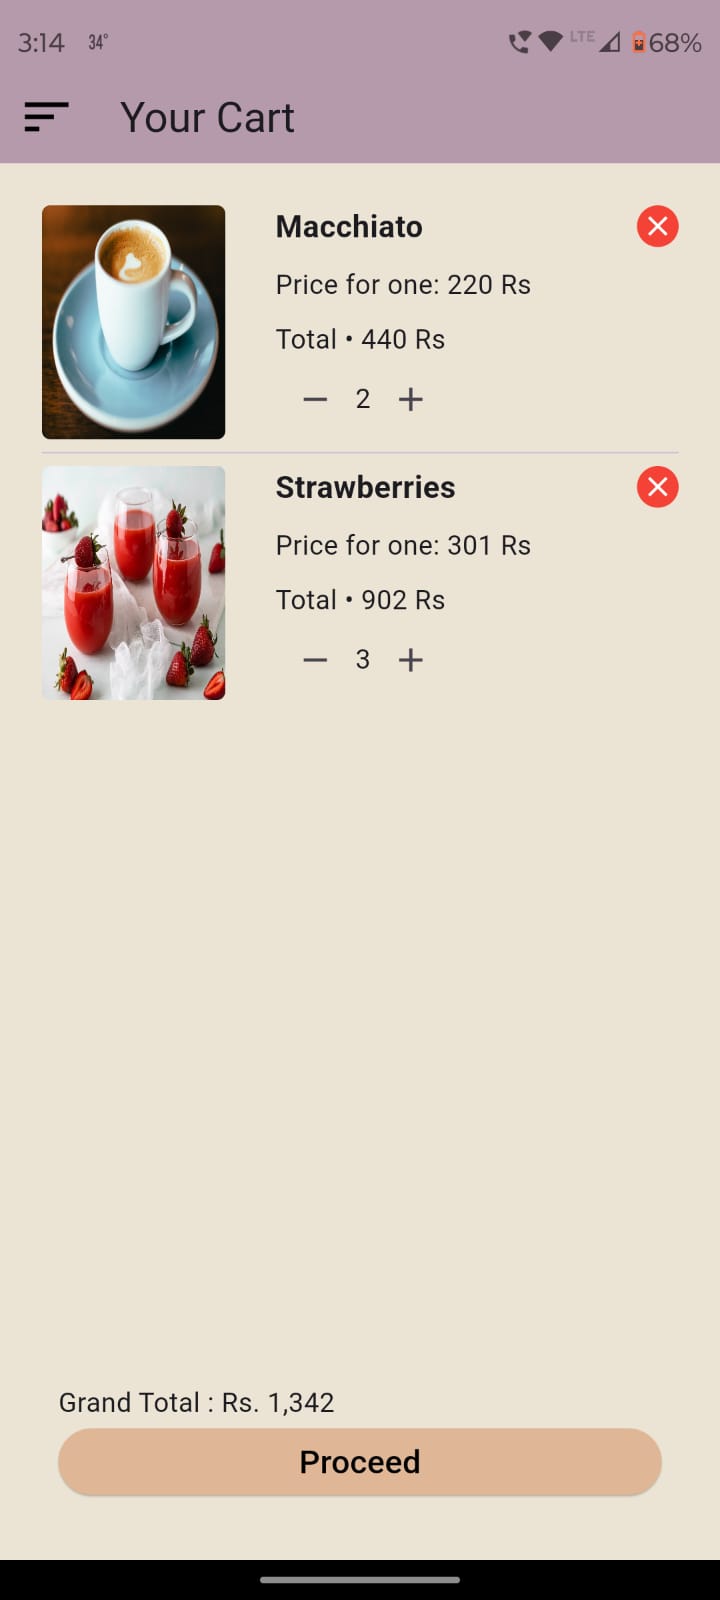 3:14 34° LTE 68%
Your Cart
Macchiato
Price for one: 220 Rs
Total • 440 Rs
2
Strawberries
Price for one: 301 Rs
Total • 902 Rs
3
Grand Total : Rs. 1,342
Proceed